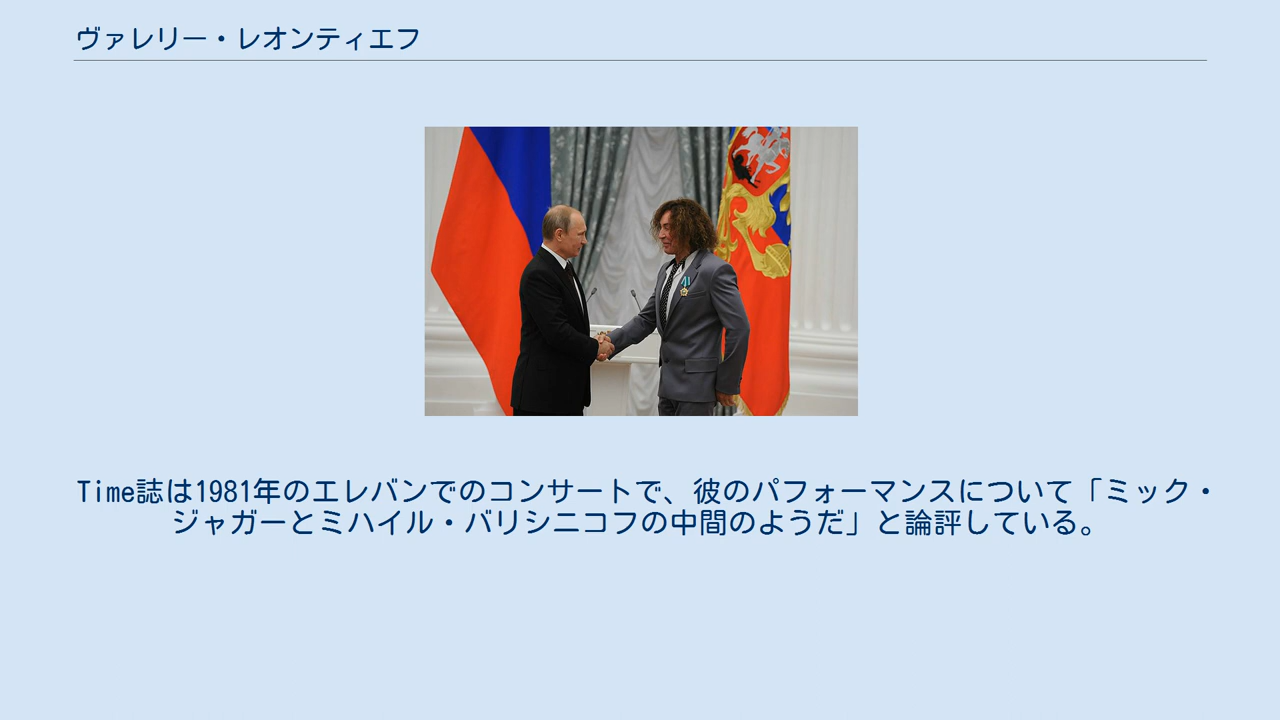 ヴァレリー・レオンティエフ
Time誌は1981年のエレバンでのコンサートで、彼のパフォーマンスについて「ミック・
ジャガーとミハイル・バリシニコフの中間のようだ」と論評している。